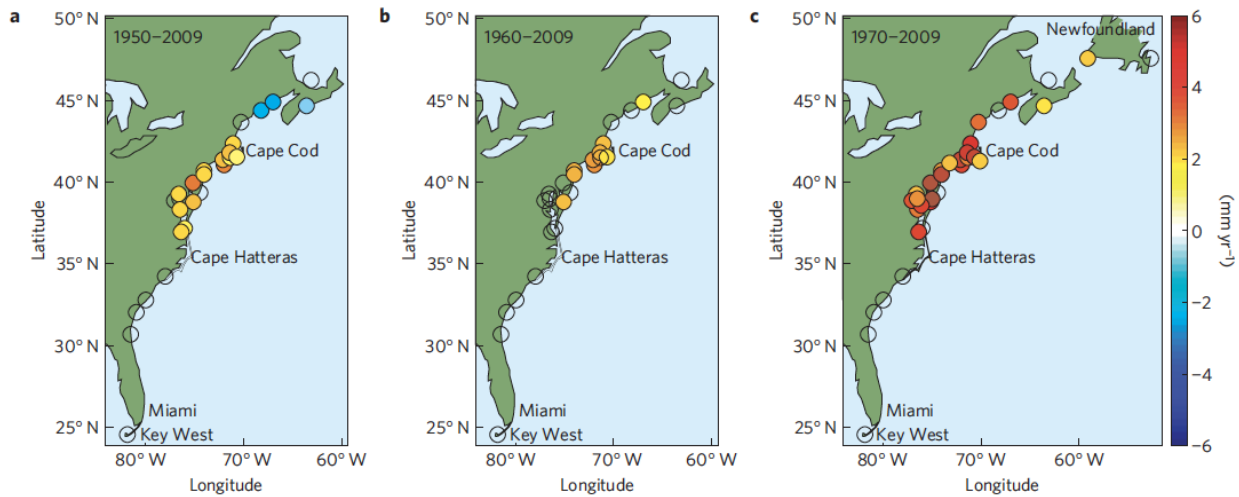 a
1950–2009
50° N
45° N
40° N
35° N
30° N
25° N
Latitude
Cape Cod
Cape Hatteras
Miami
Key West
80° W
70° W
60° W
Longitude
b
1960–2009
50° N
45° N
40° N
35° N
30° N
25° N
Latitude
Cape Cod
Cape Hatteras
Miami
Key West
80° W
70° W
60° W
Longitude
c
1970–2009
Newfoundland
50° N
45° N
40° N
35° N
30° N
25° N
Latitude
Cape Cod
Cape Hatteras
Miami
Key West
80° W
70° W
60° W
Longitude
6
4
2
0
−2
−4
−6
(mm yr⁻¹)